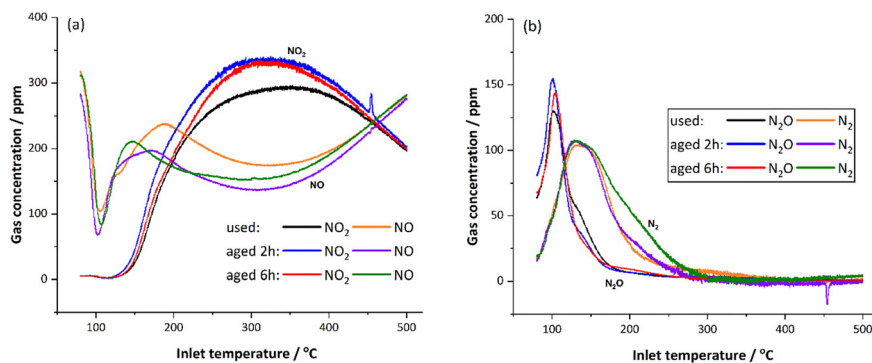 (a)
NO₂
NO
Gas concentration / ppm
400
300
200
100
0
used: NO₂ NO
aged 2h: NO₂ NO
aged 6h: NO₂ NO
100 200 300 400 500
Inlet temperature / °C
(b)
Gas concentration / ppm
200
150
100
50
0
used: N₂O N₂
aged 2h: N₂O N₂
aged 6h: N₂O N₂
N₂
N₂O
100 200 300 400 500
Inlet temperature / °C